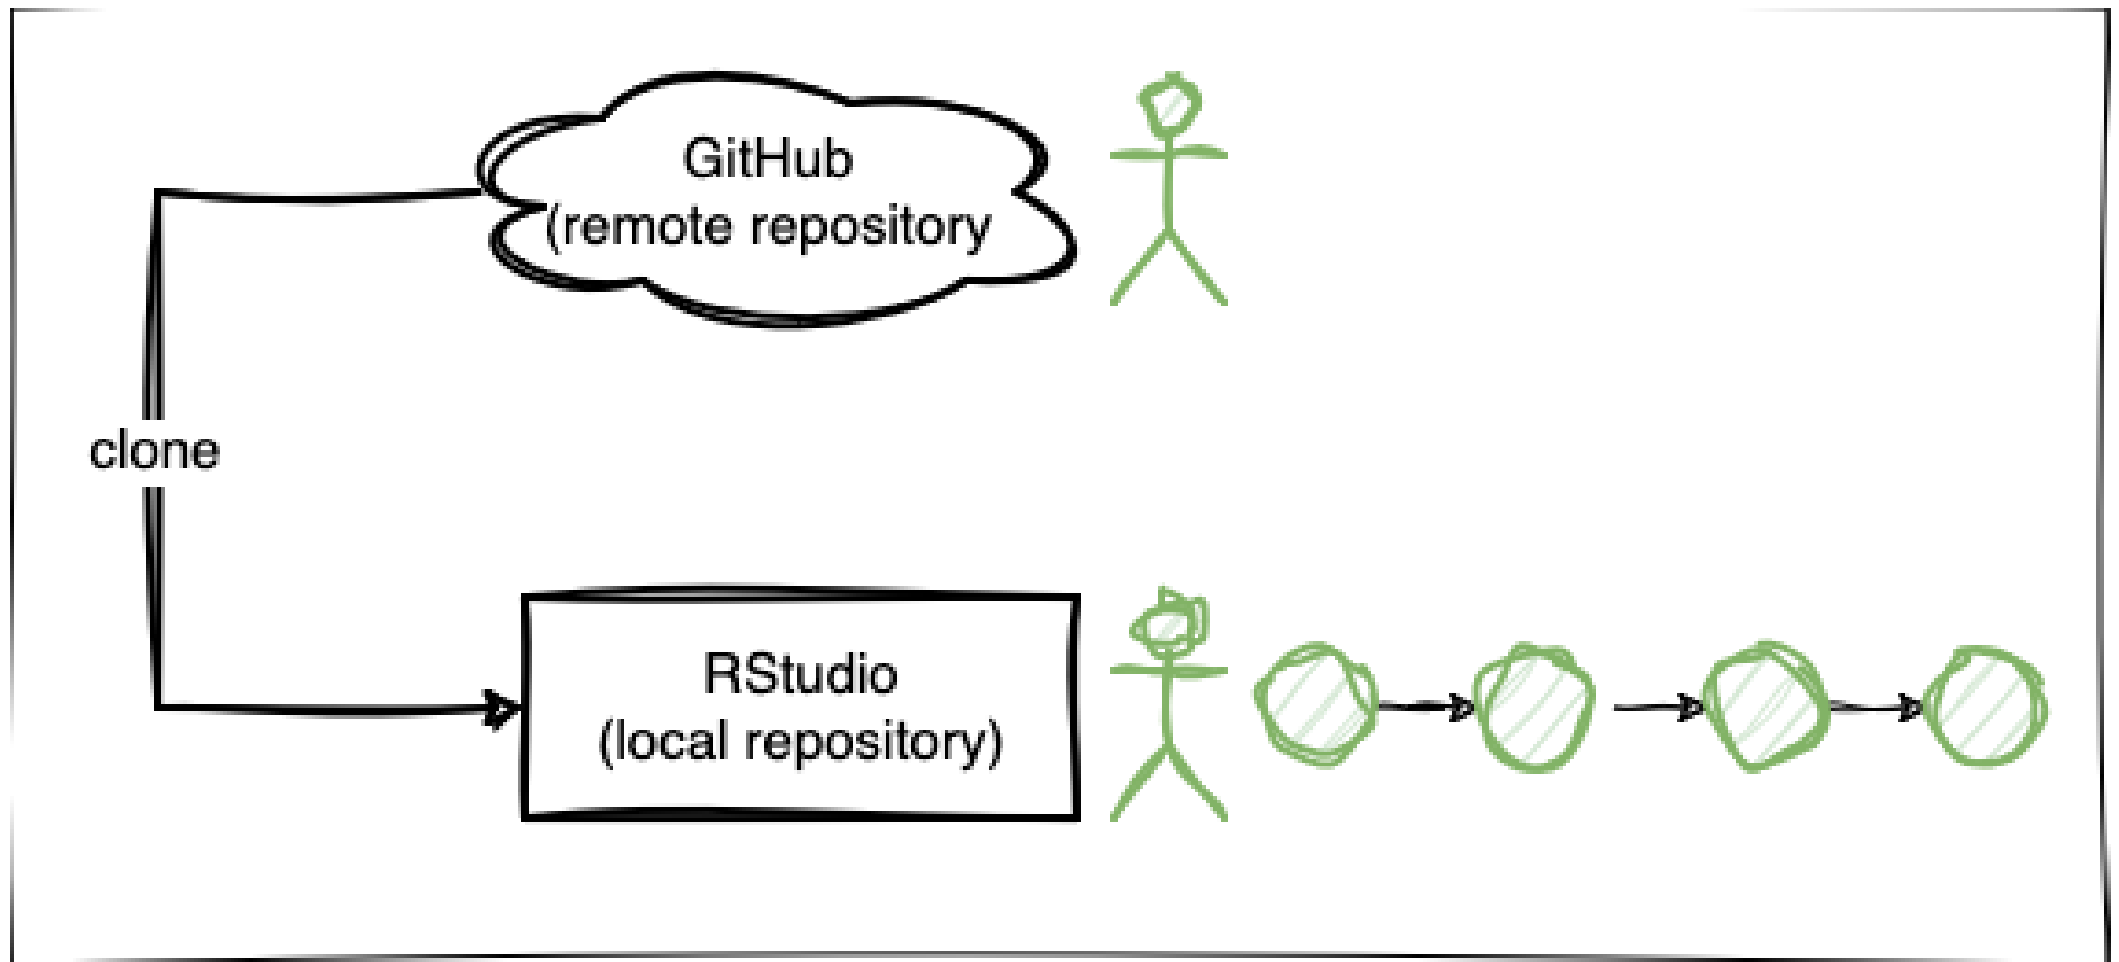 GitHub
(remote repository
clone
RStudio
(local repository)